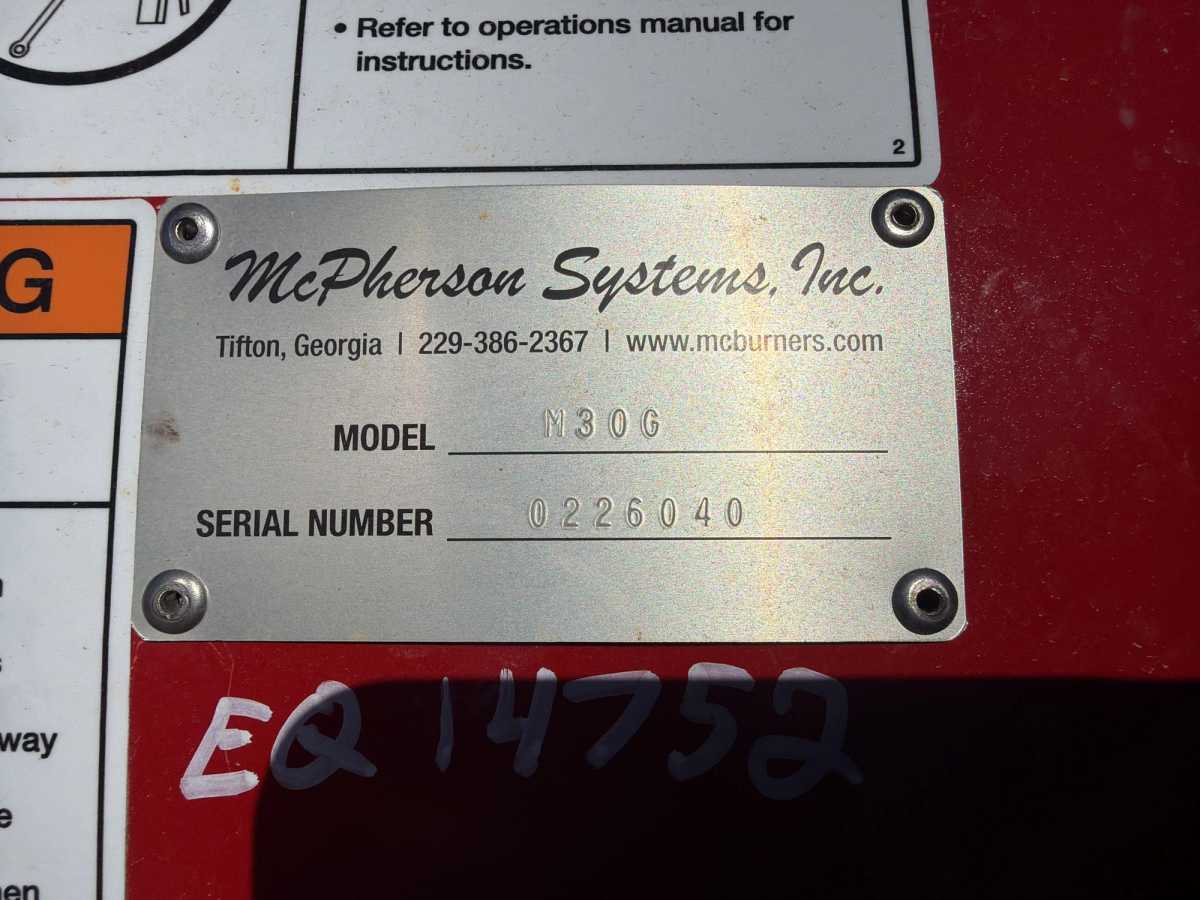 • Refer to operations manual for
instructions.
2
G
McPherson Systems, Inc.
Tifton, Georgia | 229-386-2367 | www.mcburners.com
MODEL M30G
SERIAL NUMBER 0226040
EQ 14752
way